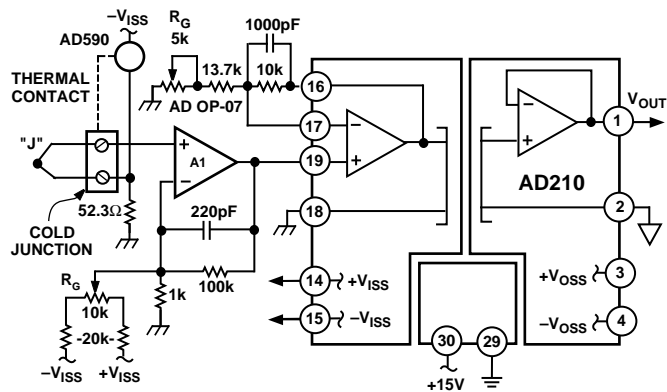 –VISS
AD590
THERMAL
CONTACT
"J"
52.3Ω
COLD
JUNCTION
RG
5k
13.7k
1000pF
10k
AD OP-07
A1
+
–
220pF
100k
1k
RG
10k
-20k-
–VISS
+VISS
16
17
19
18
14
+VISS
15
–VISS
–
+
30
+15V
29
–
+
AD210
1
VOUT
2
+VOSS
3
–VOSS
4